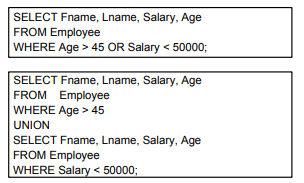 SELECT Fname, Lname, Salary, Age
FROM Employee
WHERE Age > 45 OR Salary < 50000;
SELECT Fname, Lname, Salary, Age
FROM Employee
WHERE Age > 45
UNION
SELECT Fname, Lname, Salary, Age
FROM Employee
WHERE Salary < 50000;